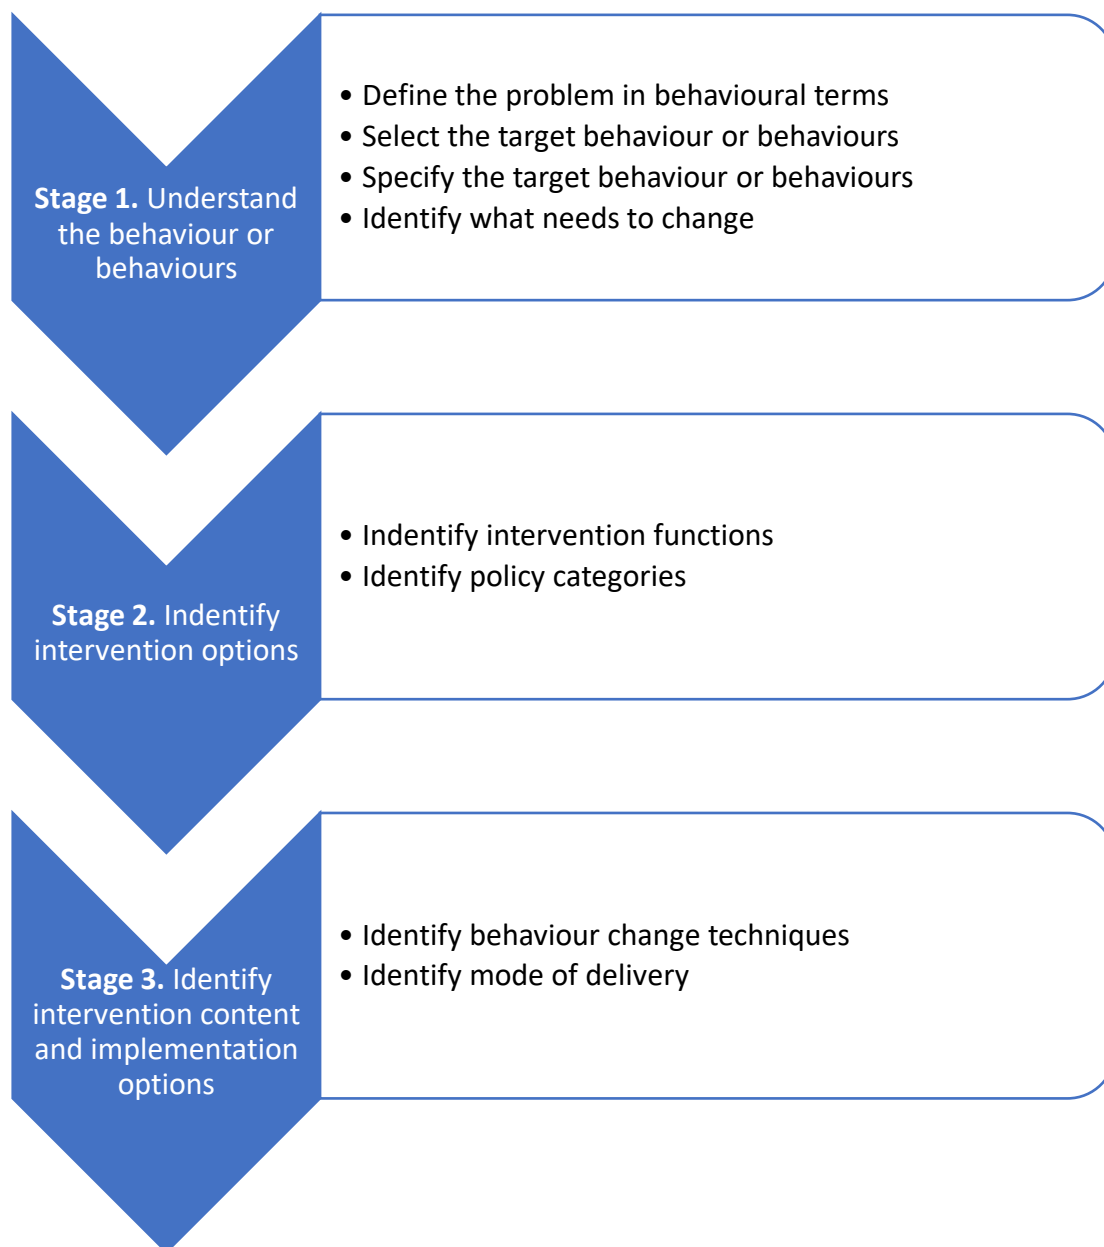 Stage 1. Understand
the behaviour or
behaviours
• Define the problem in behavioural terms
• Select the target behaviour or behaviours
• Specify the target behaviour or behaviours
• Identify what needs to change
Stage 2. Indentify
intervention options
• Indentify intervention functions
• Identify policy categories
Stage 3. Identify
intervention content
and implementation
options
• Identify behaviour change techniques
• Identify mode of delivery